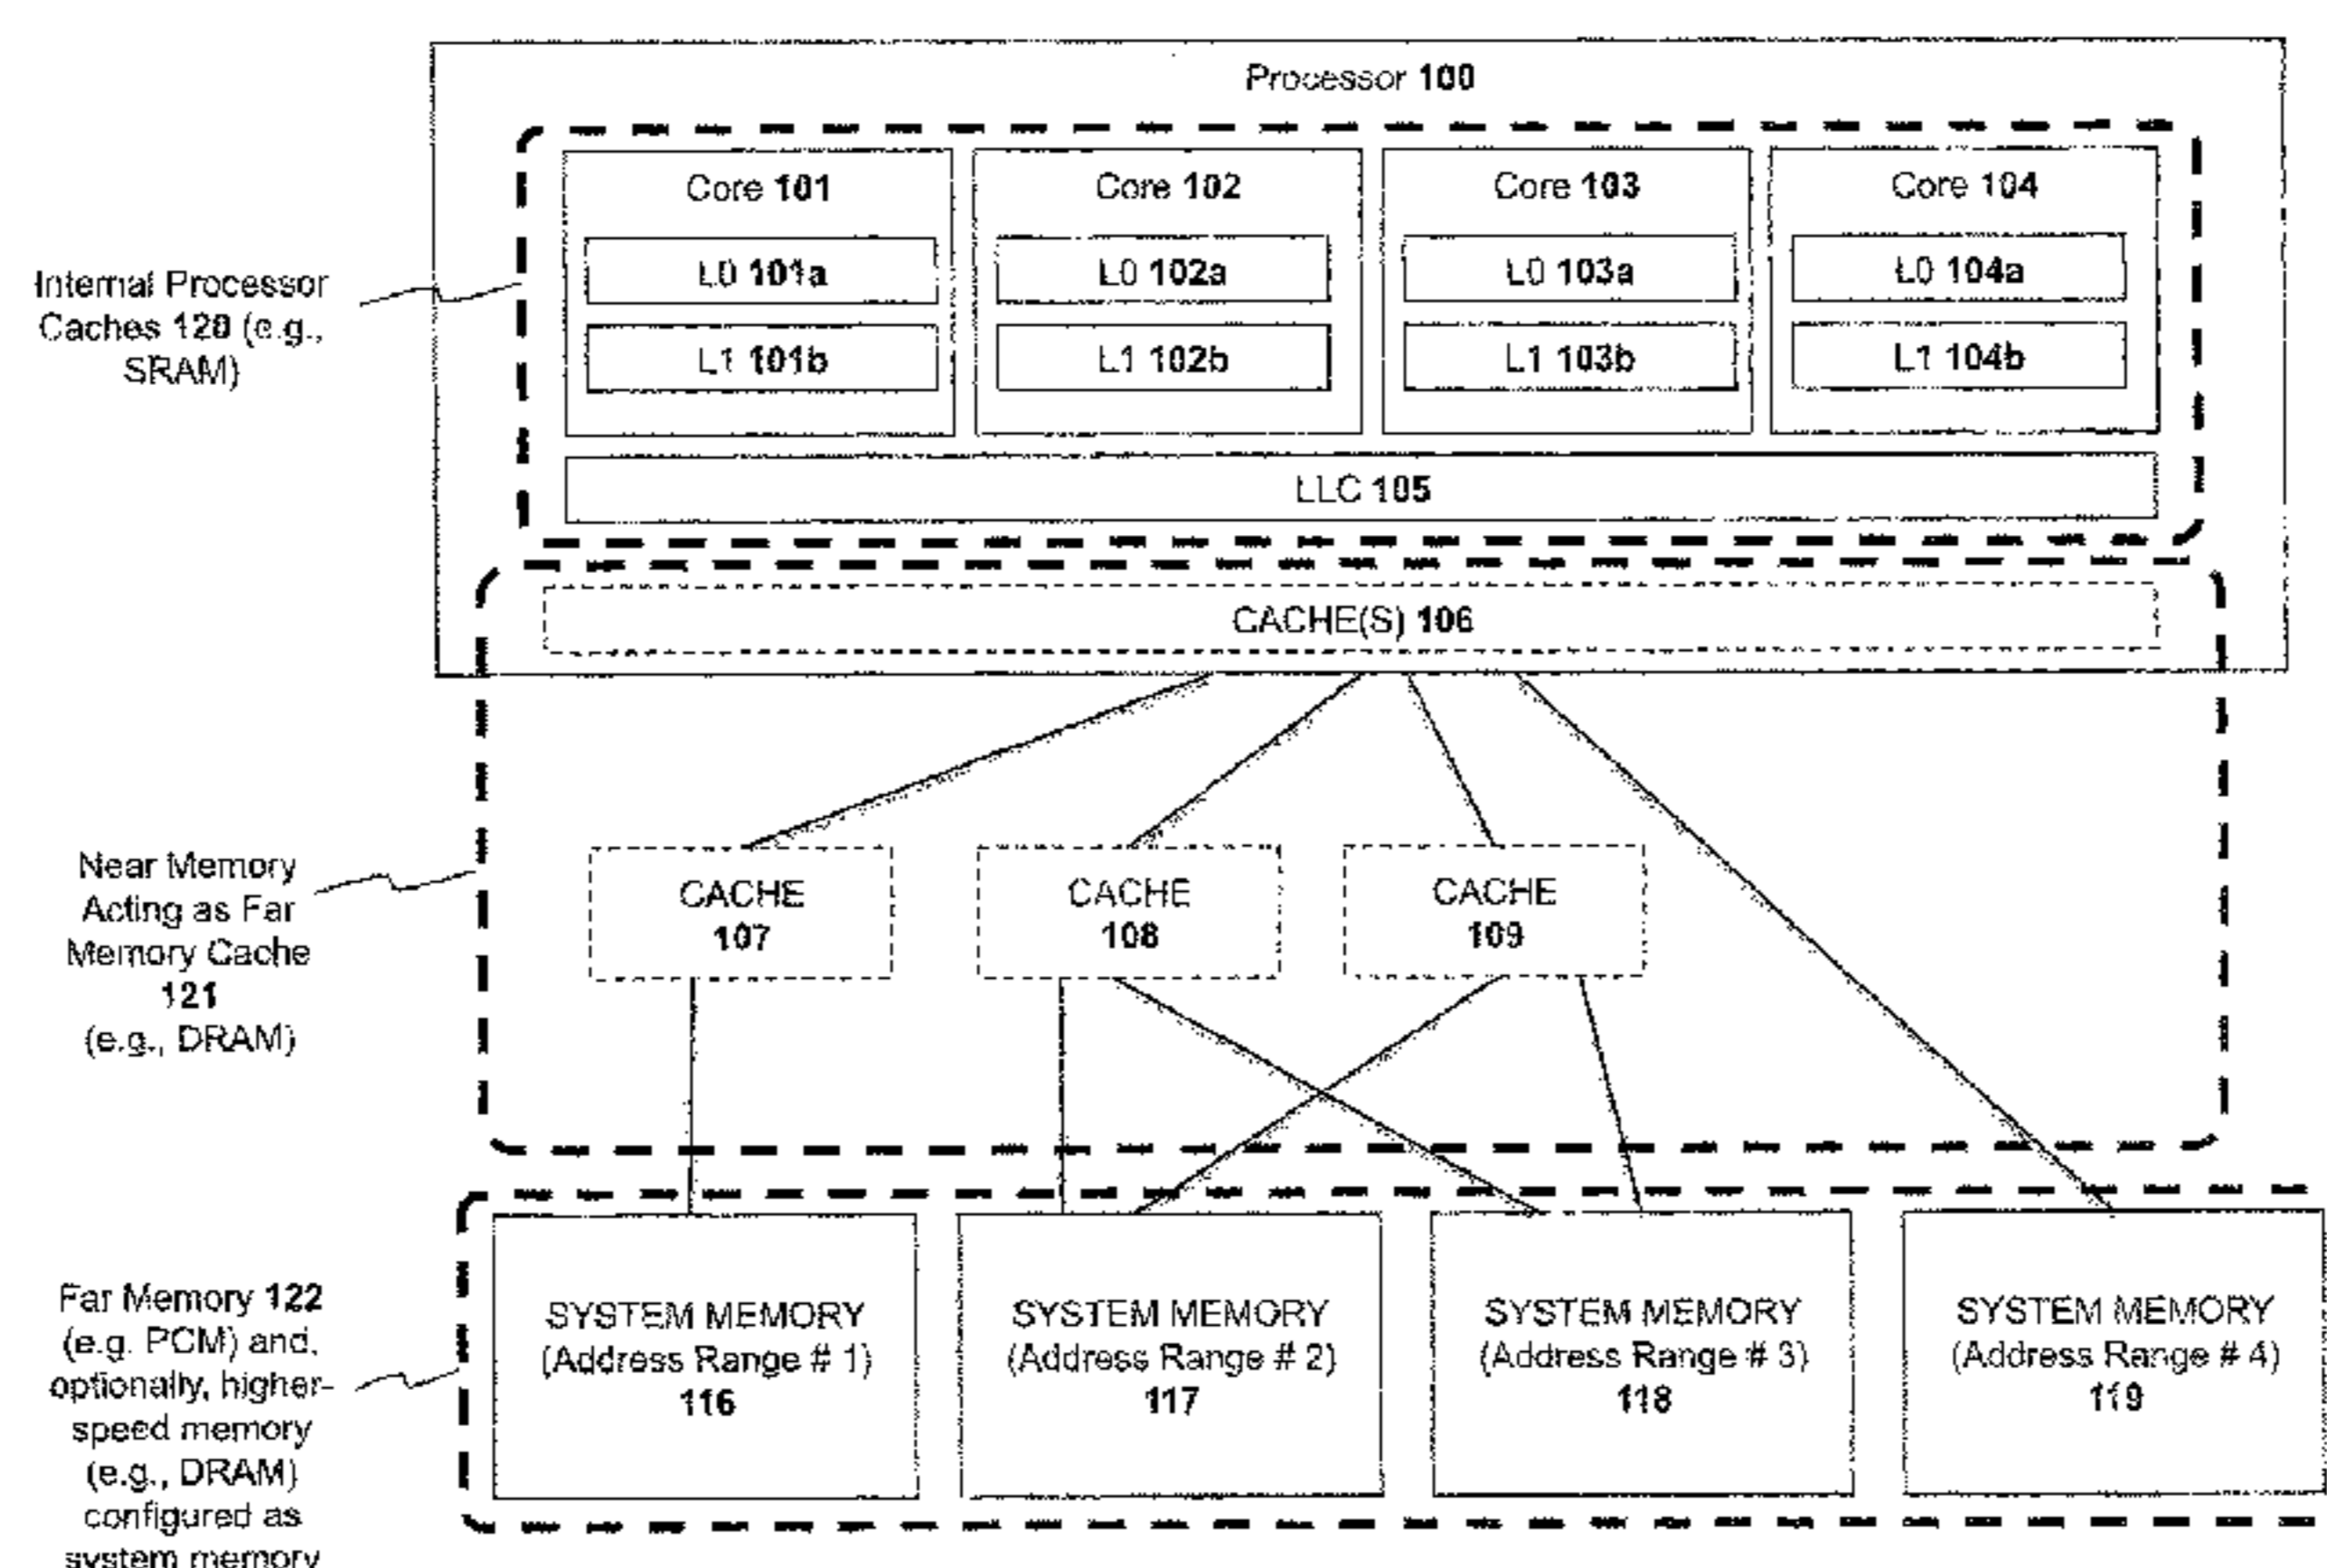 Processor 100
Core 101
Core 102
Core 103
Core 104
L0 101a
L0 102a
L0 103a
L0 104a
L1 101b
L1 102b
L1 103b
L1 104b
LLC 105
Internal Processor
Caches 120 (e.g.,
SRAM)
CACHE(S) 106
Near Memory
Acting as Far
Memory Cache
121
(e.g., DRAM)
CACHE
107
CACHE
108
CACHE
109
Far Memory 122
(e.g. PCM) and,
optionally, higher-
speed memory
(e.g., DRAM)
configured as
system memory
SYSTEM MEMORY
(Address Range # 1)
116
SYSTEM MEMORY
(Address Range # 2)
117
SYSTEM MEMORY
(Address Range # 3)
118
SYSTEM MEMORY
(Address Range # 4)
119